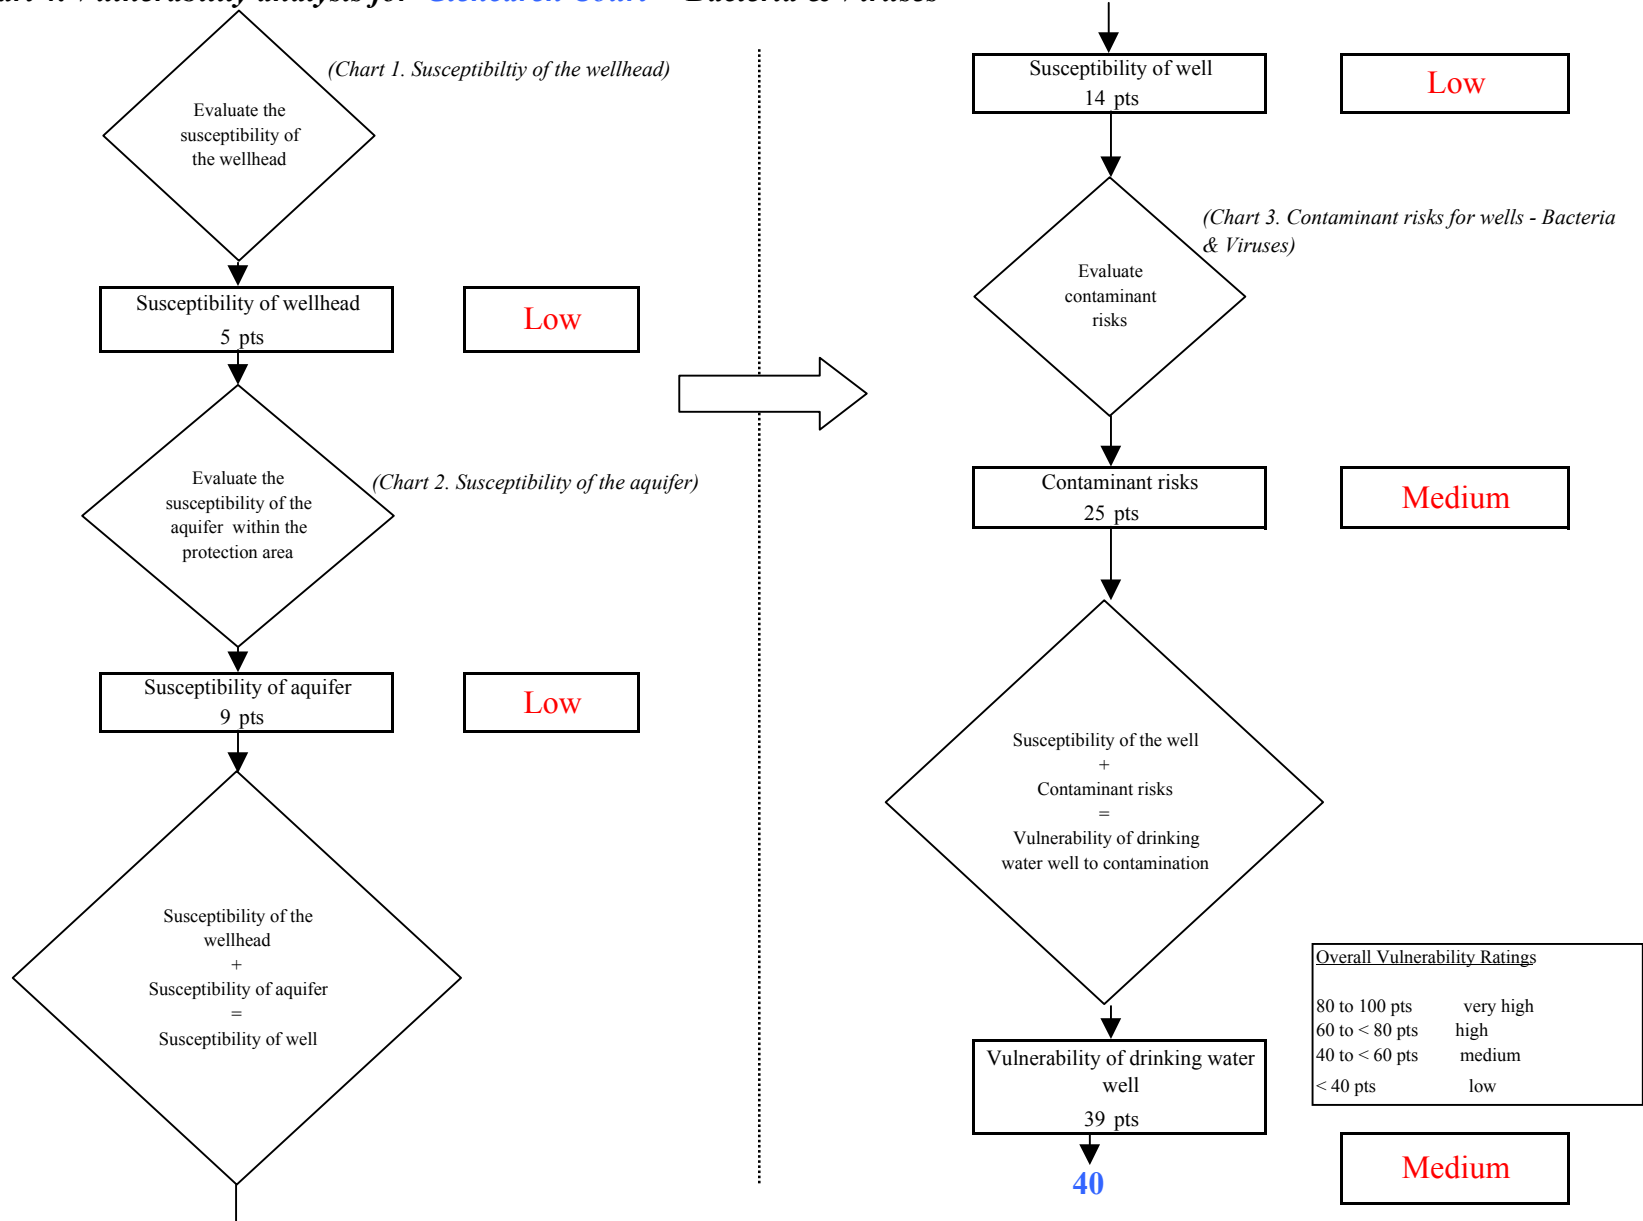 Vulnerability analysis for
Bacteria & Viruses
(Chart 1. Susceptibiltiy of the wellhead)
Evaluate the
susceptibility of
the wellhead
Susceptibility of wellhead
5 pts
Low
Evaluate the
susceptibility of the
aquifer within the
protection area
(Chart 2. Susceptibility of the aquifer)
Susceptibility of aquifer
9 pts
Low
Susceptibility of the
wellhead
+
Susceptibility of aquifer
=
Susceptibility of well
Susceptibility of well
14 pts
Low
(Chart 3. Contaminant risks for wells - Bacteria
& Viruses)
Evaluate
contaminant
risks
Contaminant risks
25 pts
Medium
Susceptibility of the well
+
Contaminant risks
=
Vulnerability of drinking
water well to contamination
Overall Vulnerability Ratings
80 to 100 pts very high
60 to < 80 pts high
40 to < 60 pts medium
< 40 pts low
Vulnerability of drinking water
well
39 pts
40
Medium